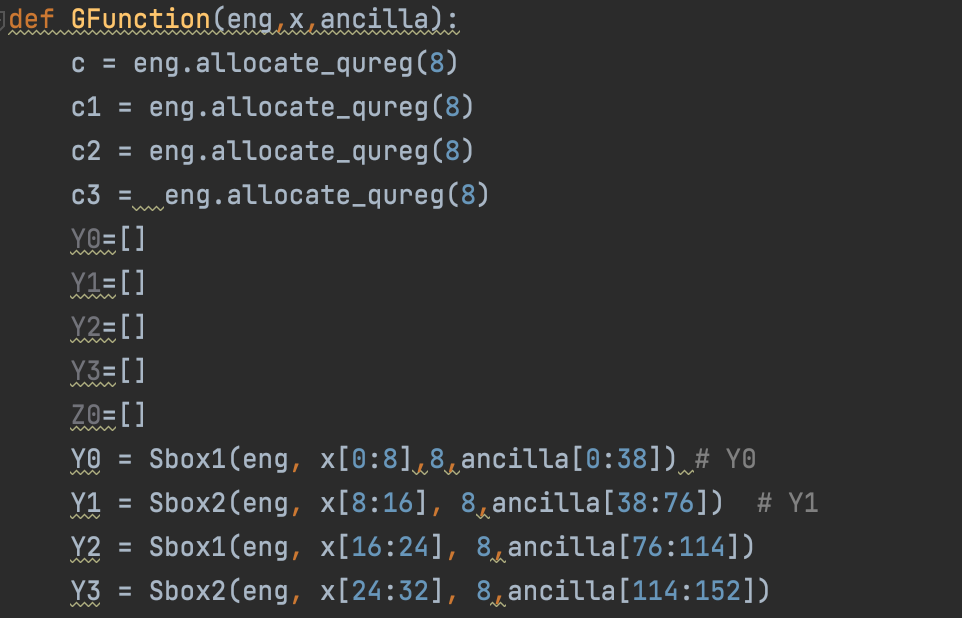 def GFunction(eng,x,ancilla):
    c = eng.allocate_qureg(8)
    c1 = eng.allocate_qureg(8)
    c2 = eng.allocate_qureg(8)
    c3 =  eng.allocate_qureg(8)
    Y0=[]
    Y1=[]
    Y2=[]
    Y3=[]
    Z0=[]
    Y0 = Sbox1(eng, x[0:8],8,ancilla[0:38]) # Y0
    Y1 = Sbox2(eng, x[8:16], 8,ancilla[38:76])  # Y1
    Y2 = Sbox1(eng, x[16:24], 8,ancilla[76:114])
    Y3 = Sbox2(eng, x[24:32], 8,ancilla[114:152])